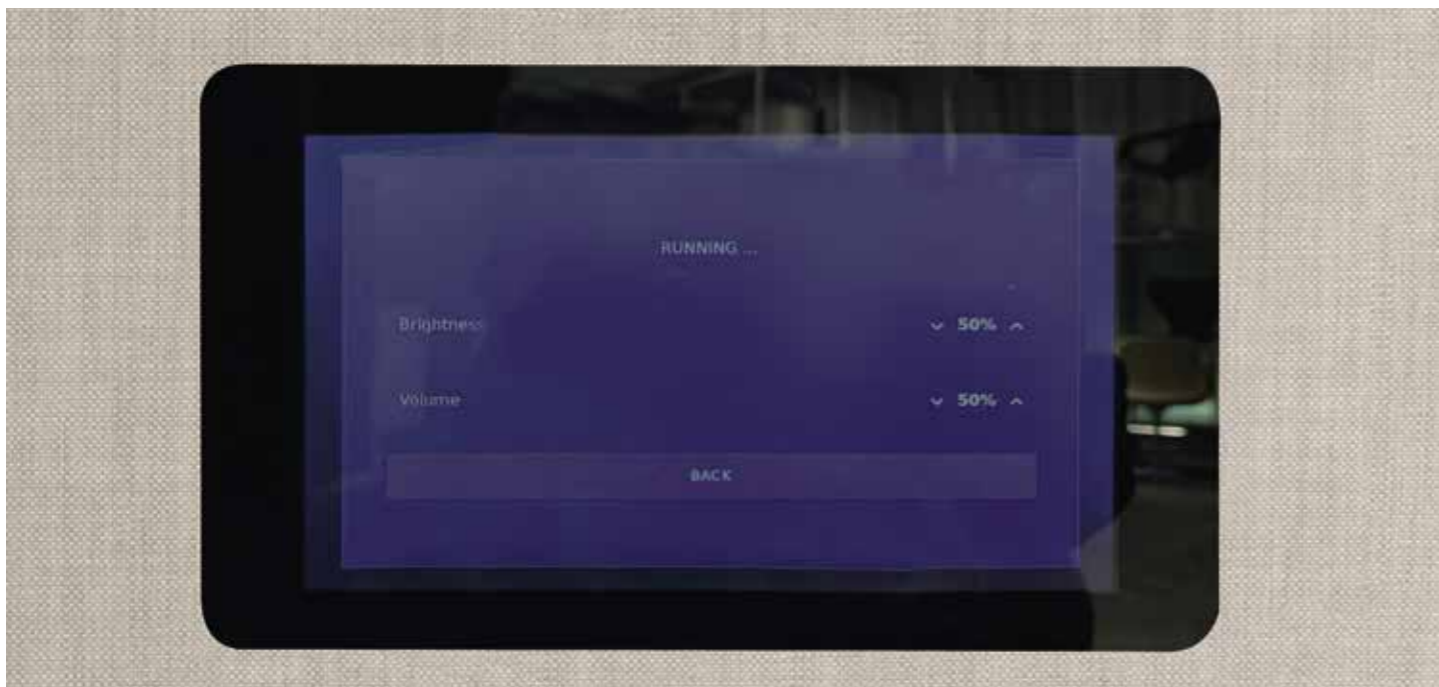 RUNNING ...
Brightness ⌄ 50% ⌃
Volume ⌄ 50% ⌃
BACK